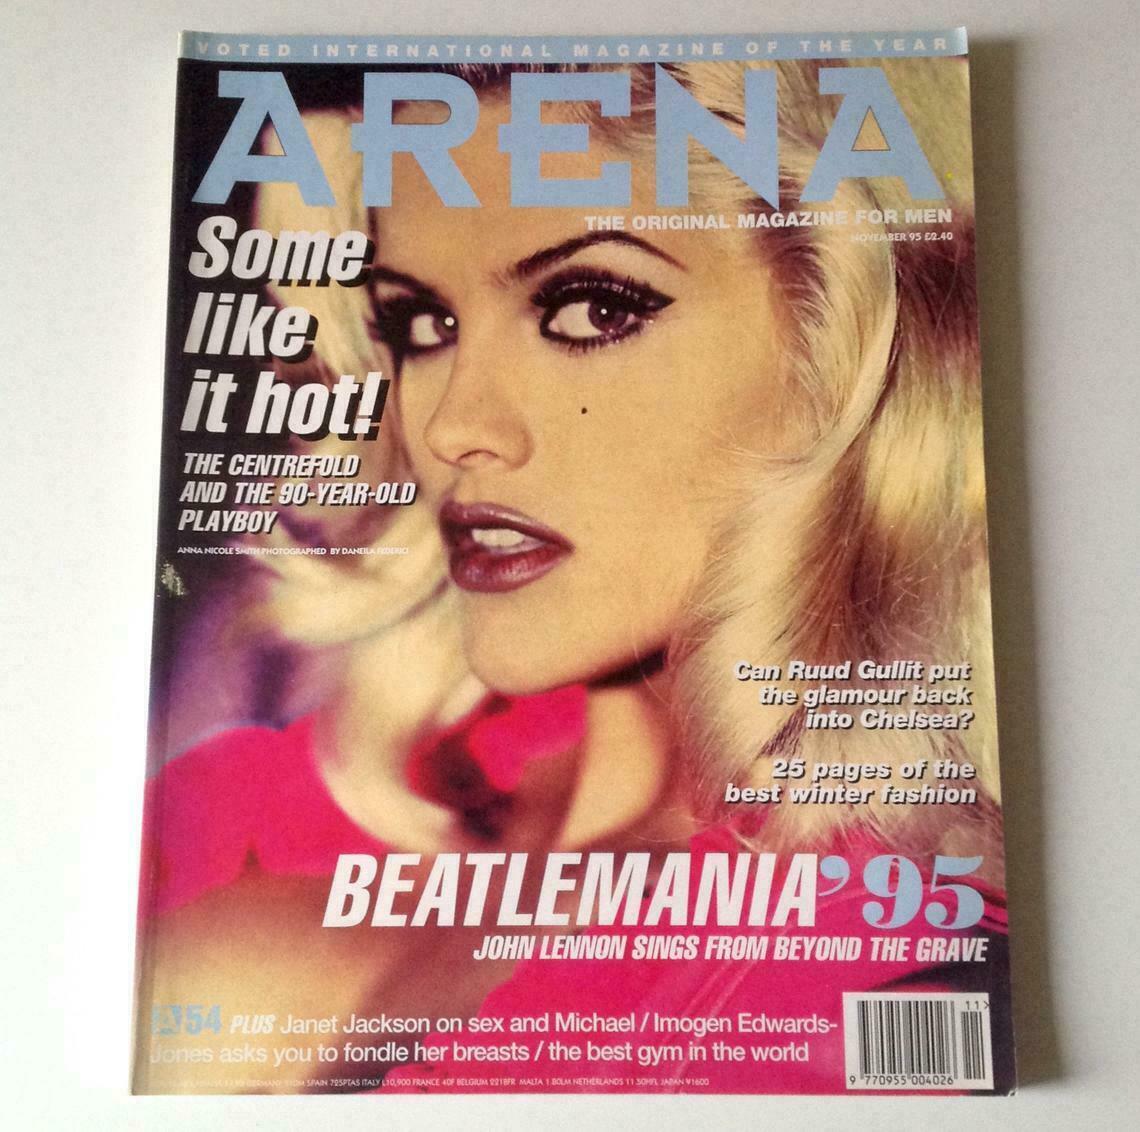 VOTED INTERNATIONAL MAGAZINE OF THE YEAR
ARENA
THE ORIGINAL MAGAZINE FOR MEN
NOVEMBER 95 £2.40
Some
like
it hot!
THE CENTREFOLD
AND THE 90-YEAR-OLD
PLAYBOY
ANNA NICOLE SMITH PHOTOGRAPHED BY DANEILA FEDERICI
Can Ruud Gullit put
the glamour back
into Chelsea?
25 pages of the
best winter fashion
BEATLEMANIA '95
JOHN LENNON SINGS FROM BEYOND THE GRAVE
A54 PLUS Janet Jackson on sex and Michael / Imogen Edwards-
Jones asks you to fondle her breasts / the best gym in the world
GERMANY SPAIN 725PTAS ITALY L10,900 FRANCE 40F BELGIUM 221BFR MALTA 1.80LM NETHERLANDS 11.50HFL JAPAN ¥1600
11>
9 770955 004026